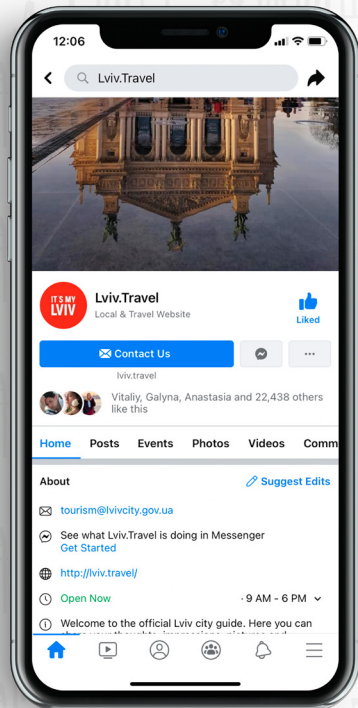 12:06
Lviv.Travel
IT'S MY
LVIV
Lviv.Travel
Local & Travel Website
Liked
Contact Us
lviv.travel
Vitaliy, Galyna, Anastasia and 22,438 others
like this
Home Posts Events Photos Videos Comm
About
Suggest Edits
tourism@lvivcity.gov.ua
See what Lviv.Travel is doing in Messenger
Get Started
http://lviv.travel/
Open Now · 9 AM - 6 PM
Welcome to the official Lviv city guide. Here you can